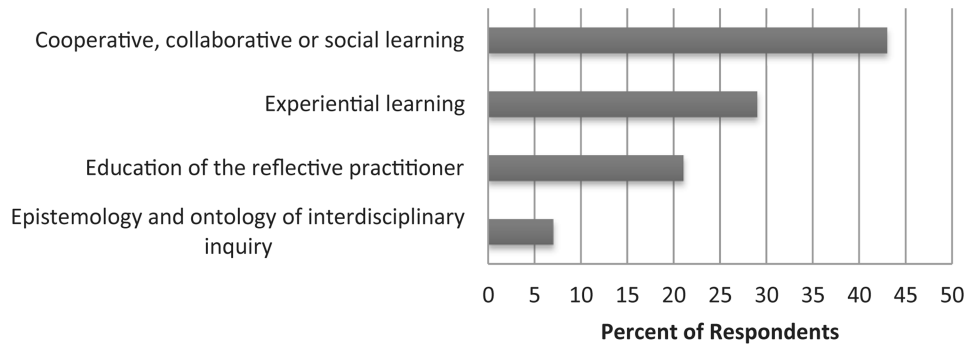 Cooperative, collaborative or social learning
Experiential learning
Education of the reflective practitioner
Epistemology and ontology of interdisciplinary
inquiry
0 5 10 15 20 25 30 35 40 45 50
Percent of Respondents